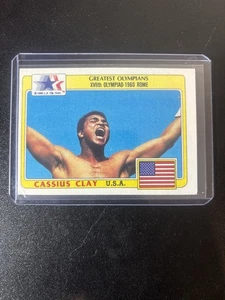 GREATEST OLYMPIANS
XVIIth OLYMPIAD-1960 ROME
CASSIUS CLAY U.S.A.